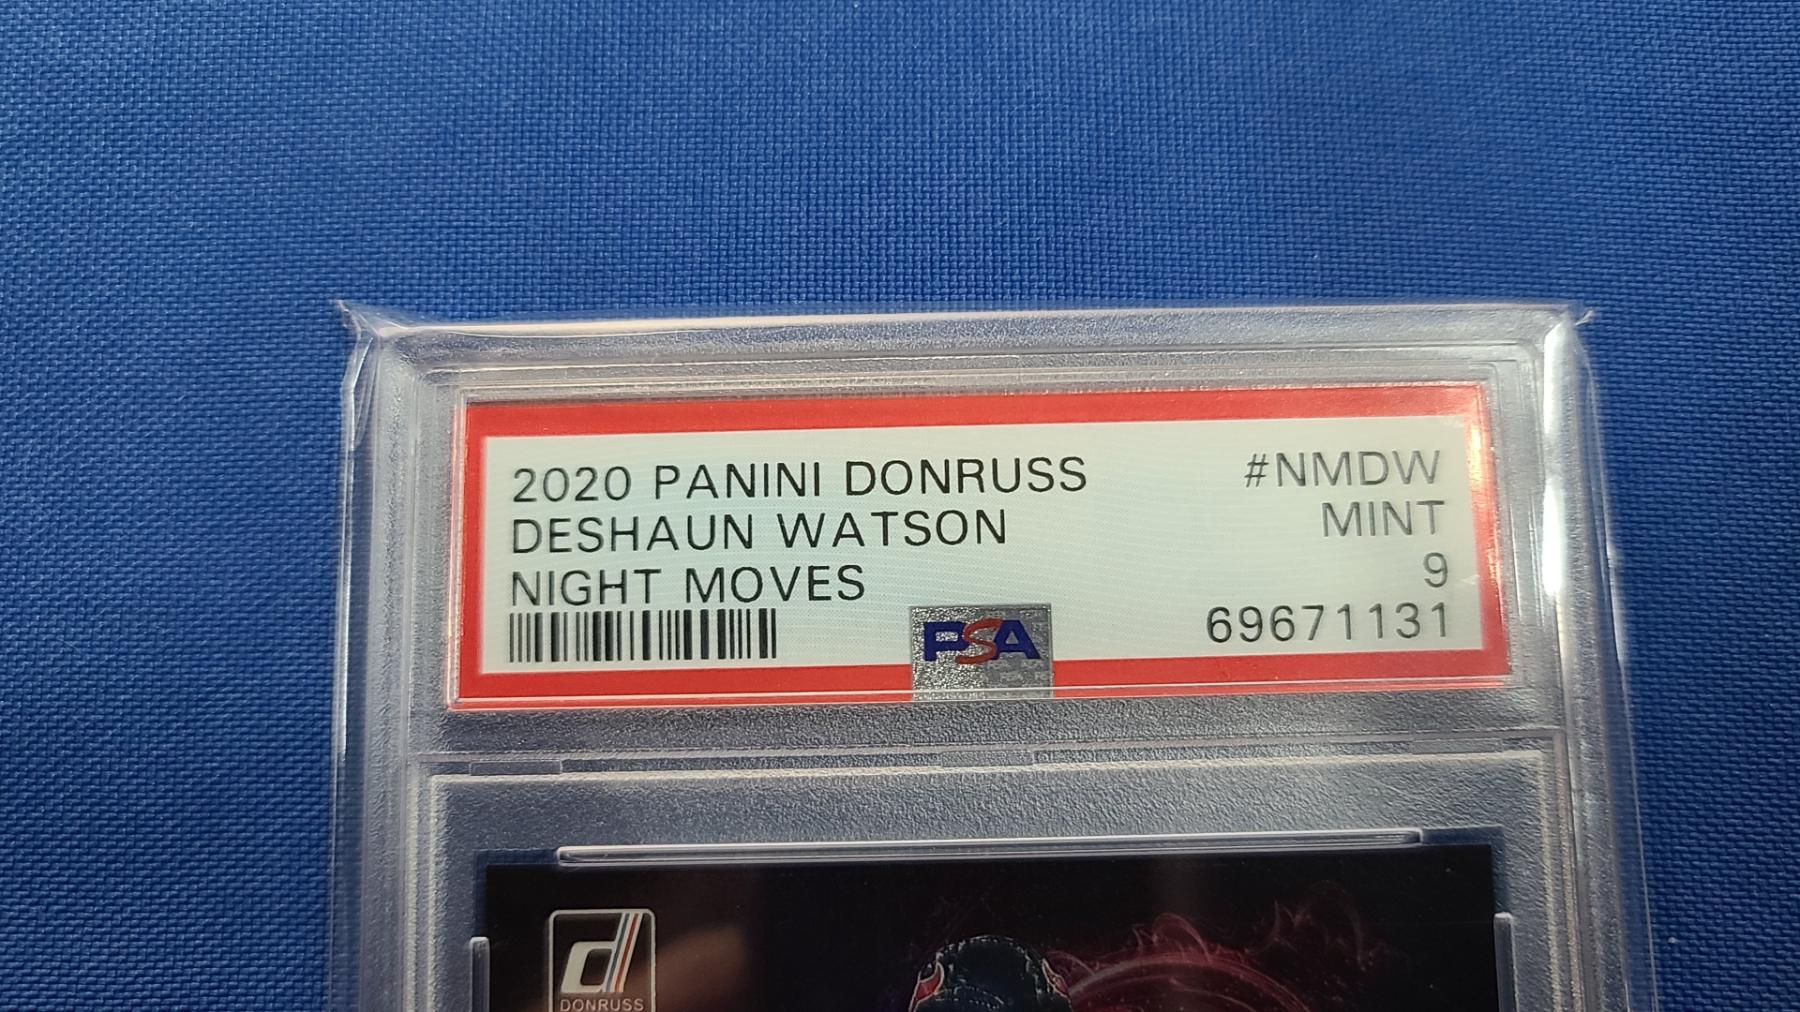 2020 PANINI DONRUSS #NMDW
DESHAUN WATSON MINT
NIGHT MOVES 9
PSA 69671131
d
DONRUSS